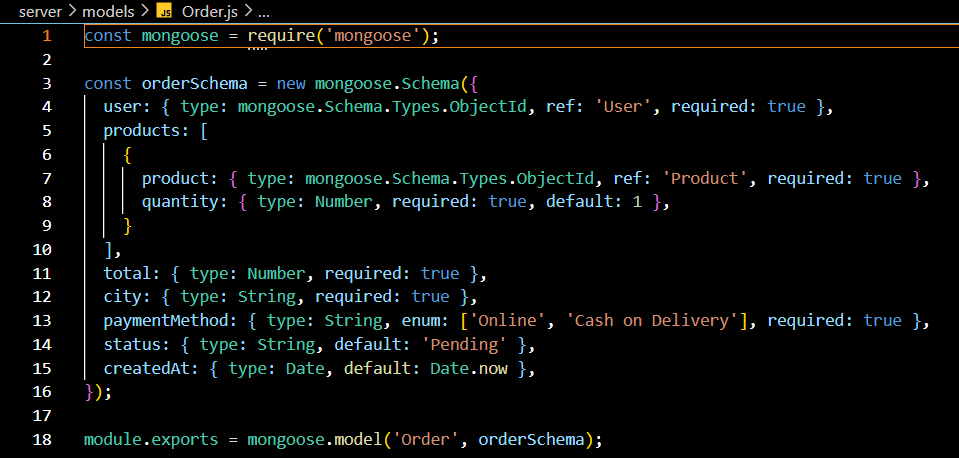 server > models > JS Order.js > ...
1 const mongoose = require('mongoose');
2
3 const orderSchema = new mongoose.Schema({
4   user: { type: mongoose.Schema.Types.ObjectId, ref: 'User', required: true },
5   products: [
6     {
7       product: { type: mongoose.Schema.Types.ObjectId, ref: 'Product', required: true },
8       quantity: { type: Number, required: true, default: 1 },
9     }
10   ],
11   total: { type: Number, required: true },
12   city: { type: String, required: true },
13   paymentMethod: { type: String, enum: ['Online', 'Cash on Delivery'], required: true },
14   status: { type: String, default: 'Pending' },
15   createdAt: { type: Date, default: Date.now },
16 });
17
18 module.exports = mongoose.model('Order', orderSchema);